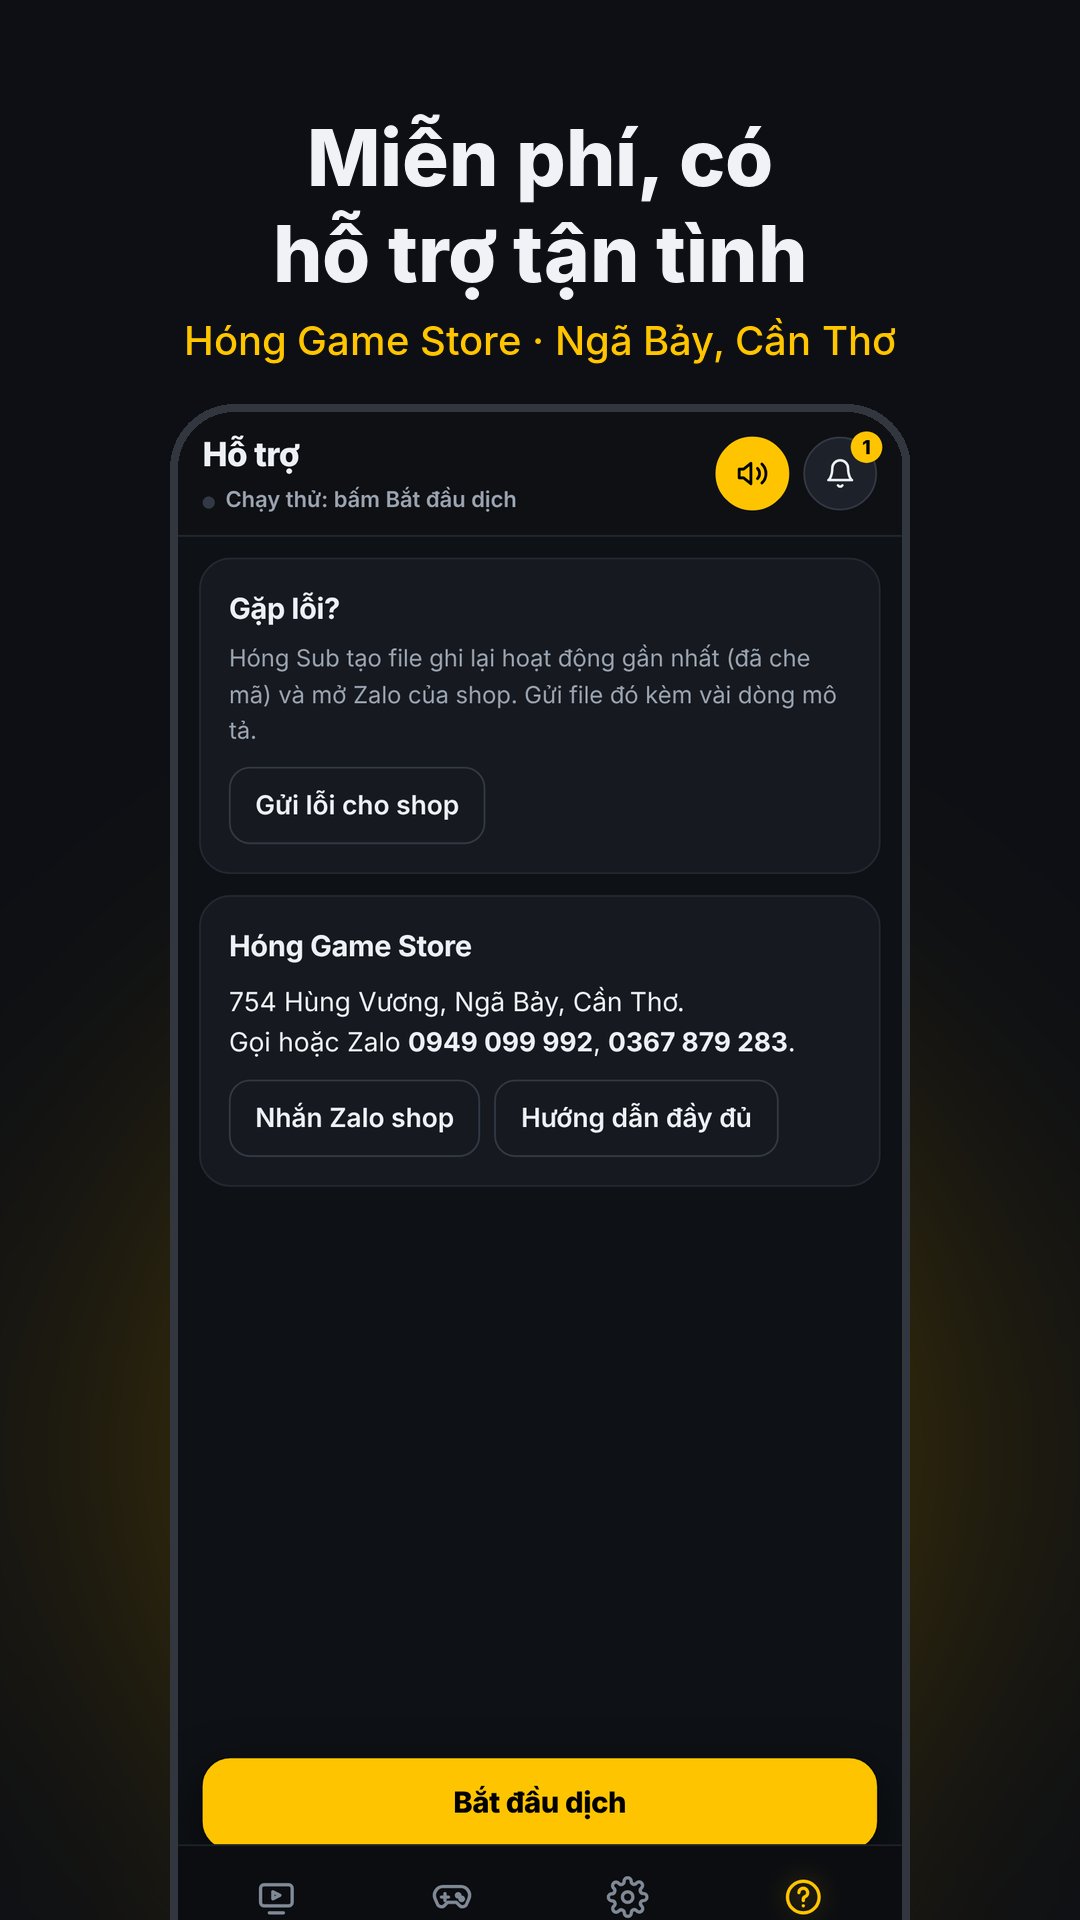 Miễn phí, có
hỗ trợ tận tình
Hóng Game Store · Ngã Bảy, Cần Thơ
Hỗ trợ
1
Chạy thử: bấm Bắt đầu dịch
Gặp lỗi?
Hóng Sub tạo file ghi lại hoạt động gần nhất (đã che
mã) và mở Zalo của shop. Gửi file đó kèm vài dòng mô
tả.
Gửi lỗi cho shop
Hóng Game Store
754 Hùng Vương, Ngã Bảy, Cần Thơ.
Gọi hoặc Zalo 0949 099 992, 0367 879 283.
Nhắn Zalo shop
Hướng dẫn đầy đủ
Bắt đầu dịch